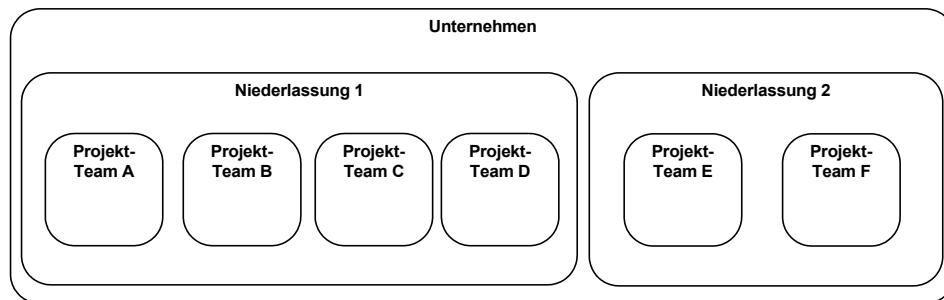 Unternehmen
Niederlassung 1
Niederlassung 2
Projekt-
Team A
Projekt-
Team B
Projekt-
Team C
Projekt-
Team D
Projekt-
Team E
Projekt-
Team F